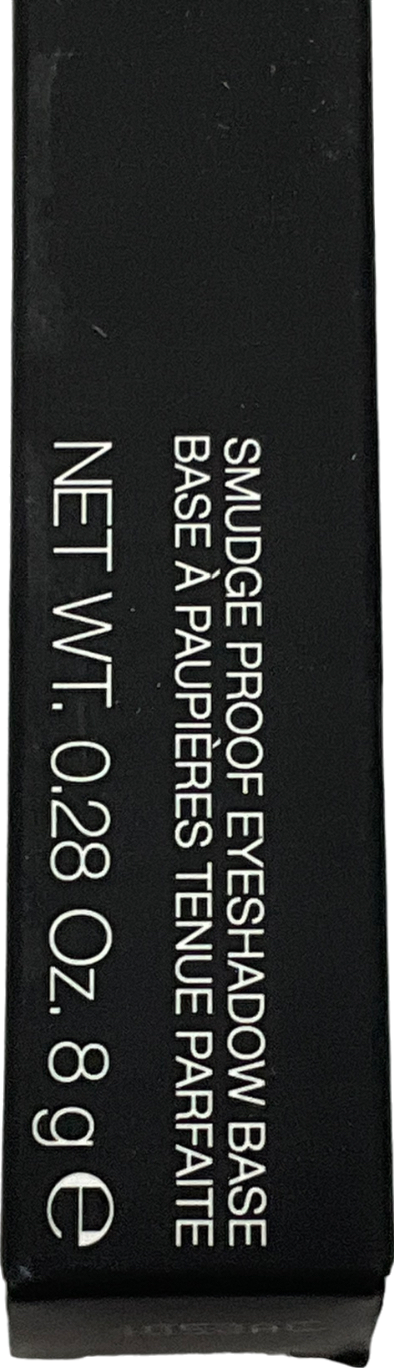 SMUDGE PROOF EYESHADOW BASE
BASE À PAUPIÈRES TENUE PARFAITE
NET WT. 0.28 Oz. 8 g e